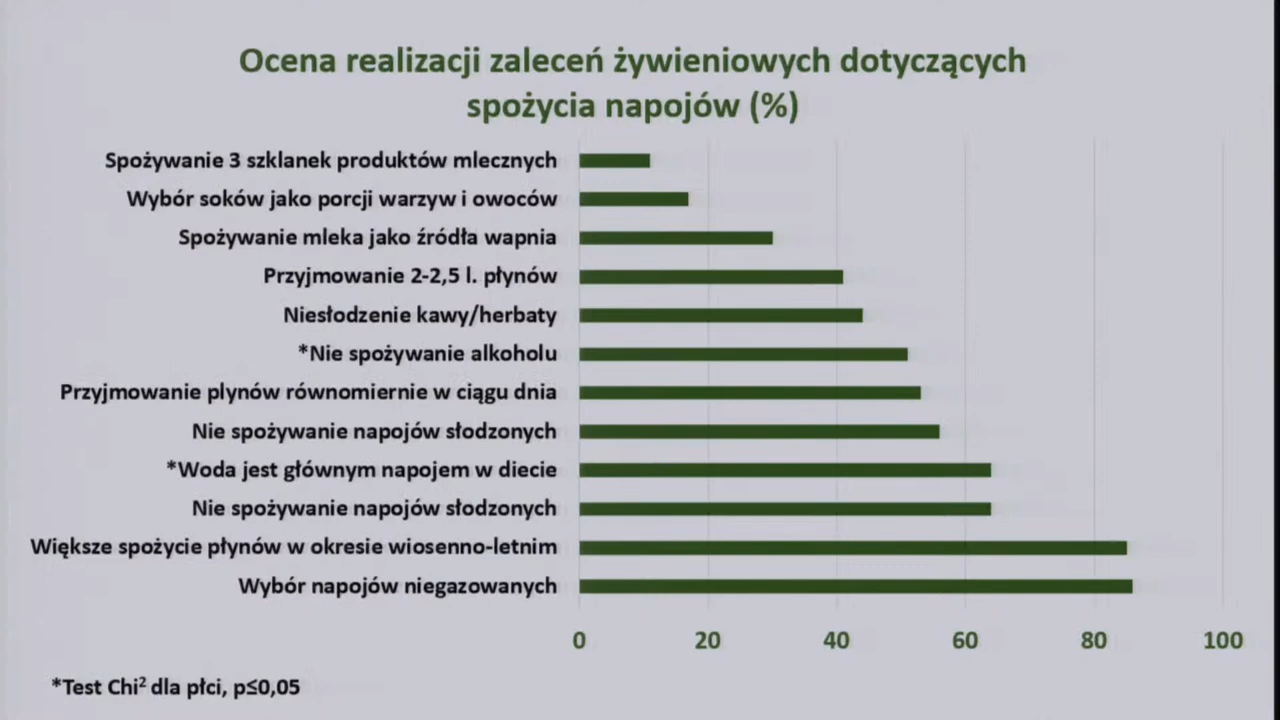 Ocena realizacji zaleceń żywieniowych dotyczących
spożycia napojów (%)
Spożywanie 3 szklanek produktów mlecznych
Wybór soków jako porcji warzyw i owoców
Spożywanie mleka jako źródła wapnia
Przyjmowanie 2-2,5 l. płynów
Niesłodzenie kawy/herbaty
*Nie spożywanie alkoholu
Przyjmowanie plynów równomiernie w ciągu dnia
Nie spożywanie napojów słodzonych
*Woda jest głównym napojem w diecie
Nie spożywanie napojów słodzonych
Większe spożycie płynów w okresie wiosenno-letnim
Wybór napojów niegazowanych
0 20 40 60 80 100
*Test Chi² dla płci, p≤0,05